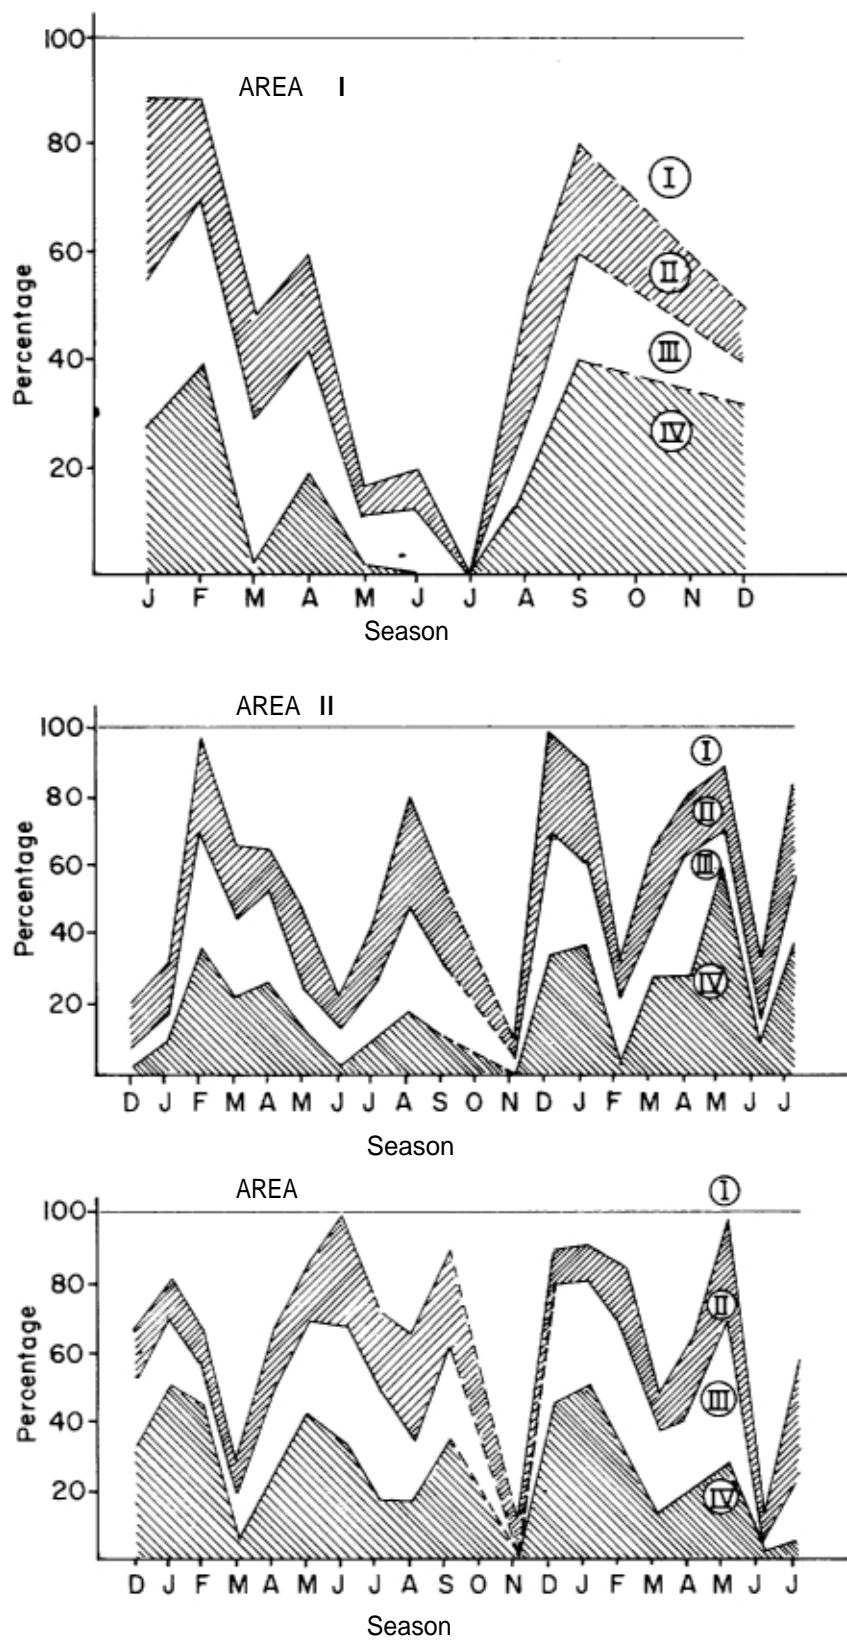 100
AREA I
80
I
60
II
Percentage
III
40
IV
20
J F M A M J J A S O N D
Season
AREA II
100
I
80
II
60
III
Percentage
40
IV
20
D J F M A M J J A S O N D J F M A M J J
Season
AREA
I
100
80
II
60
III
Percentage
40
20
IV
D J F M A M J J A S O N D J F M A M J J
Season